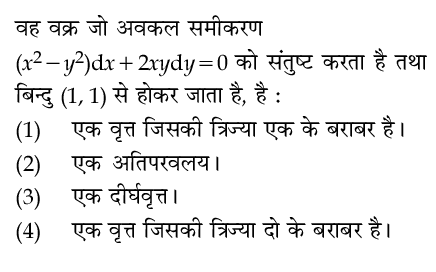 वह वक्र जो अवकल समीकरण
(x²−y²)dx+2xydy=0 को संतुष्ट करता है तथा
बिन्दु (1, 1) से होकर जाता है, है :
(1) एक वृत्त जिसकी त्रिज्या एक के बराबर है।
(2) एक अतिपरवलय।
(3) एक दीर्घवृत्त।
(4) एक वृत्त जिसकी त्रिज्या दो के बराबर है।